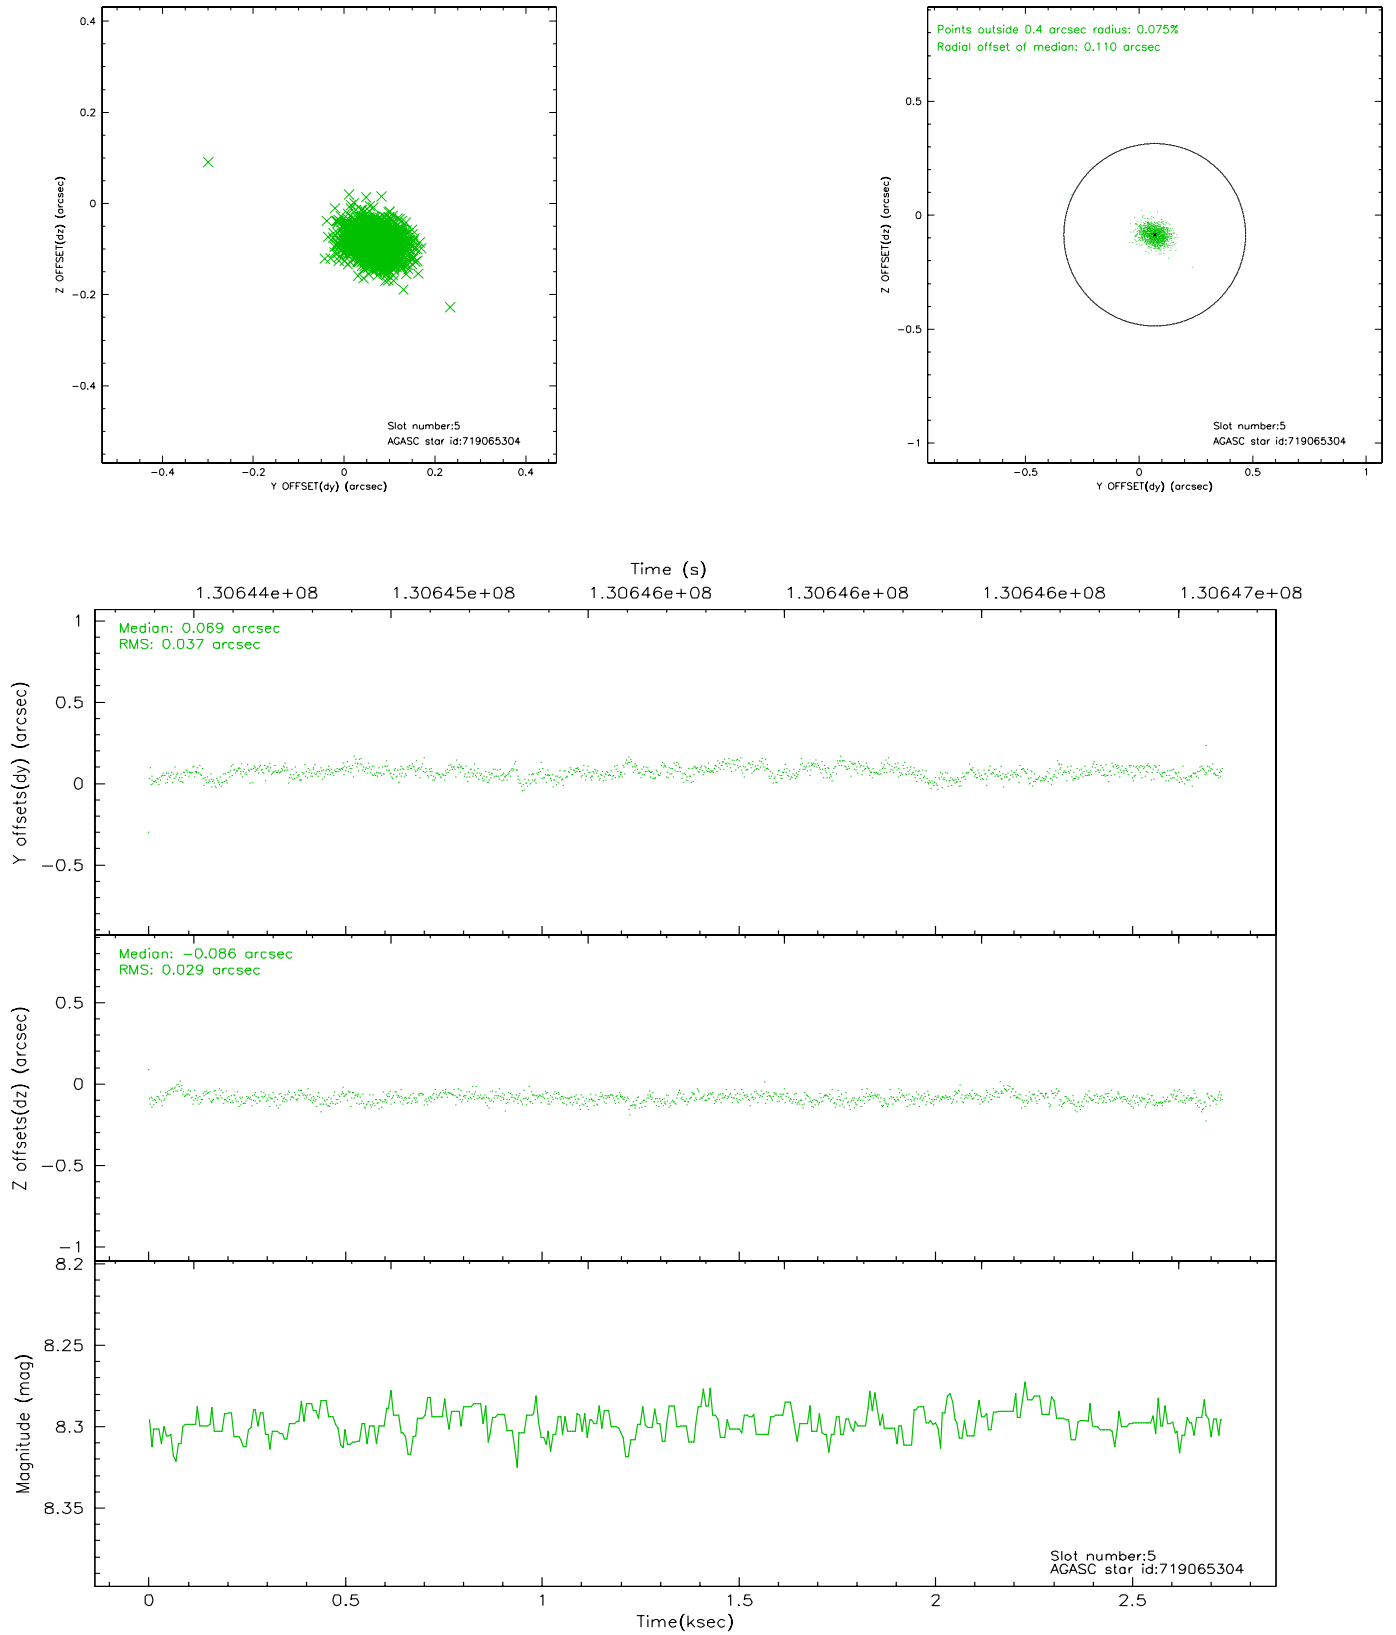 0.4
0.2
0
−0.2
−0.4
Z OFFSET(dz) (arcsec)
Slot number:5
AGASC star id:719065304
−0.4 −0.2 0 0.2 0.4
Y OFFSET(dy) (arcsec)
Points outside 0.4 arcsec radius: 0.075%
Radial offset of median: 0.110 arcsec
0.5
0
−0.5
−1
Z OFFSET(dz) (arcsec)
Slot number:5
AGASC star id:719065304
−0.5 0 0.5 1
Y OFFSET(dy) (arcsec)
Time (s)
1.30644e+08 1.30645e+08 1.30646e+08 1.30646e+08 1.30646e+08 1.30647e+08
Median: 0.069 arcsec
RMS: 0.037 arcsec
1
0.5
0
−0.5
Y offsets(dy) (arcsec)
Median: −0.086 arcsec
RMS: 0.029 arcsec
0.5
0
−0.5
−1
Z offsets(dz) (arcsec)
8.2
8.25
8.3
8.35
Magnitude (mag)
Slot number:5
AGASC star id:719065304
0 0.5 1 1.5 2 2.5
Time(ksec)